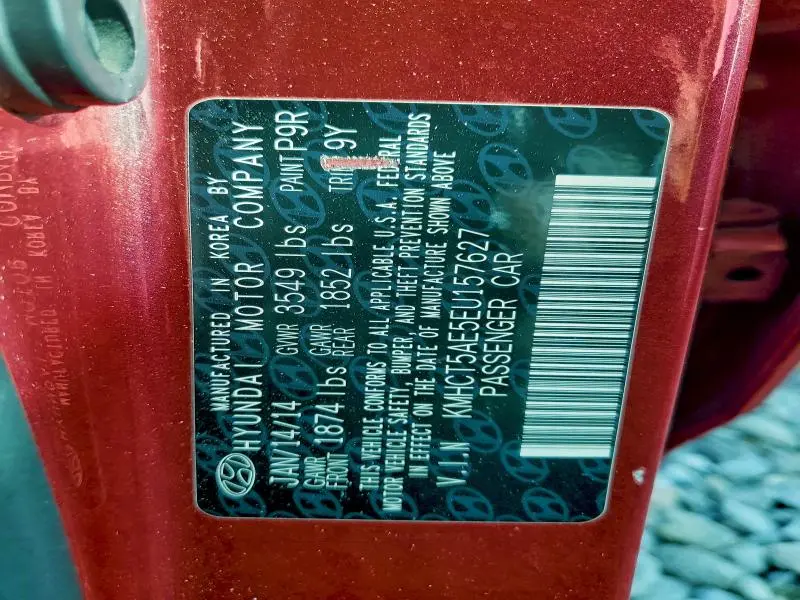 MANUFACTURED IN KOREA BY
HYUNDAI MOTOR COMPANY
JAN/14/14 GVWR 3549 lbs PAINT P9R
GAWR FRONT 1874 lbs GAWR REAR 1852 lbs TRIM 9Y
THIS VEHICLE CONFORMS TO ALL APPLICABLE U.S.A. FEDERAL
MOTOR VEHICLE SAFETY, BUMPER AND THEFT PREVENTION STANDARDS
IN EFFECT ON THE DATE OF MANUFACTURE SHOWN ABOVE
V.I.N KMHCT5AE5EU157627
PASSENGER CAR